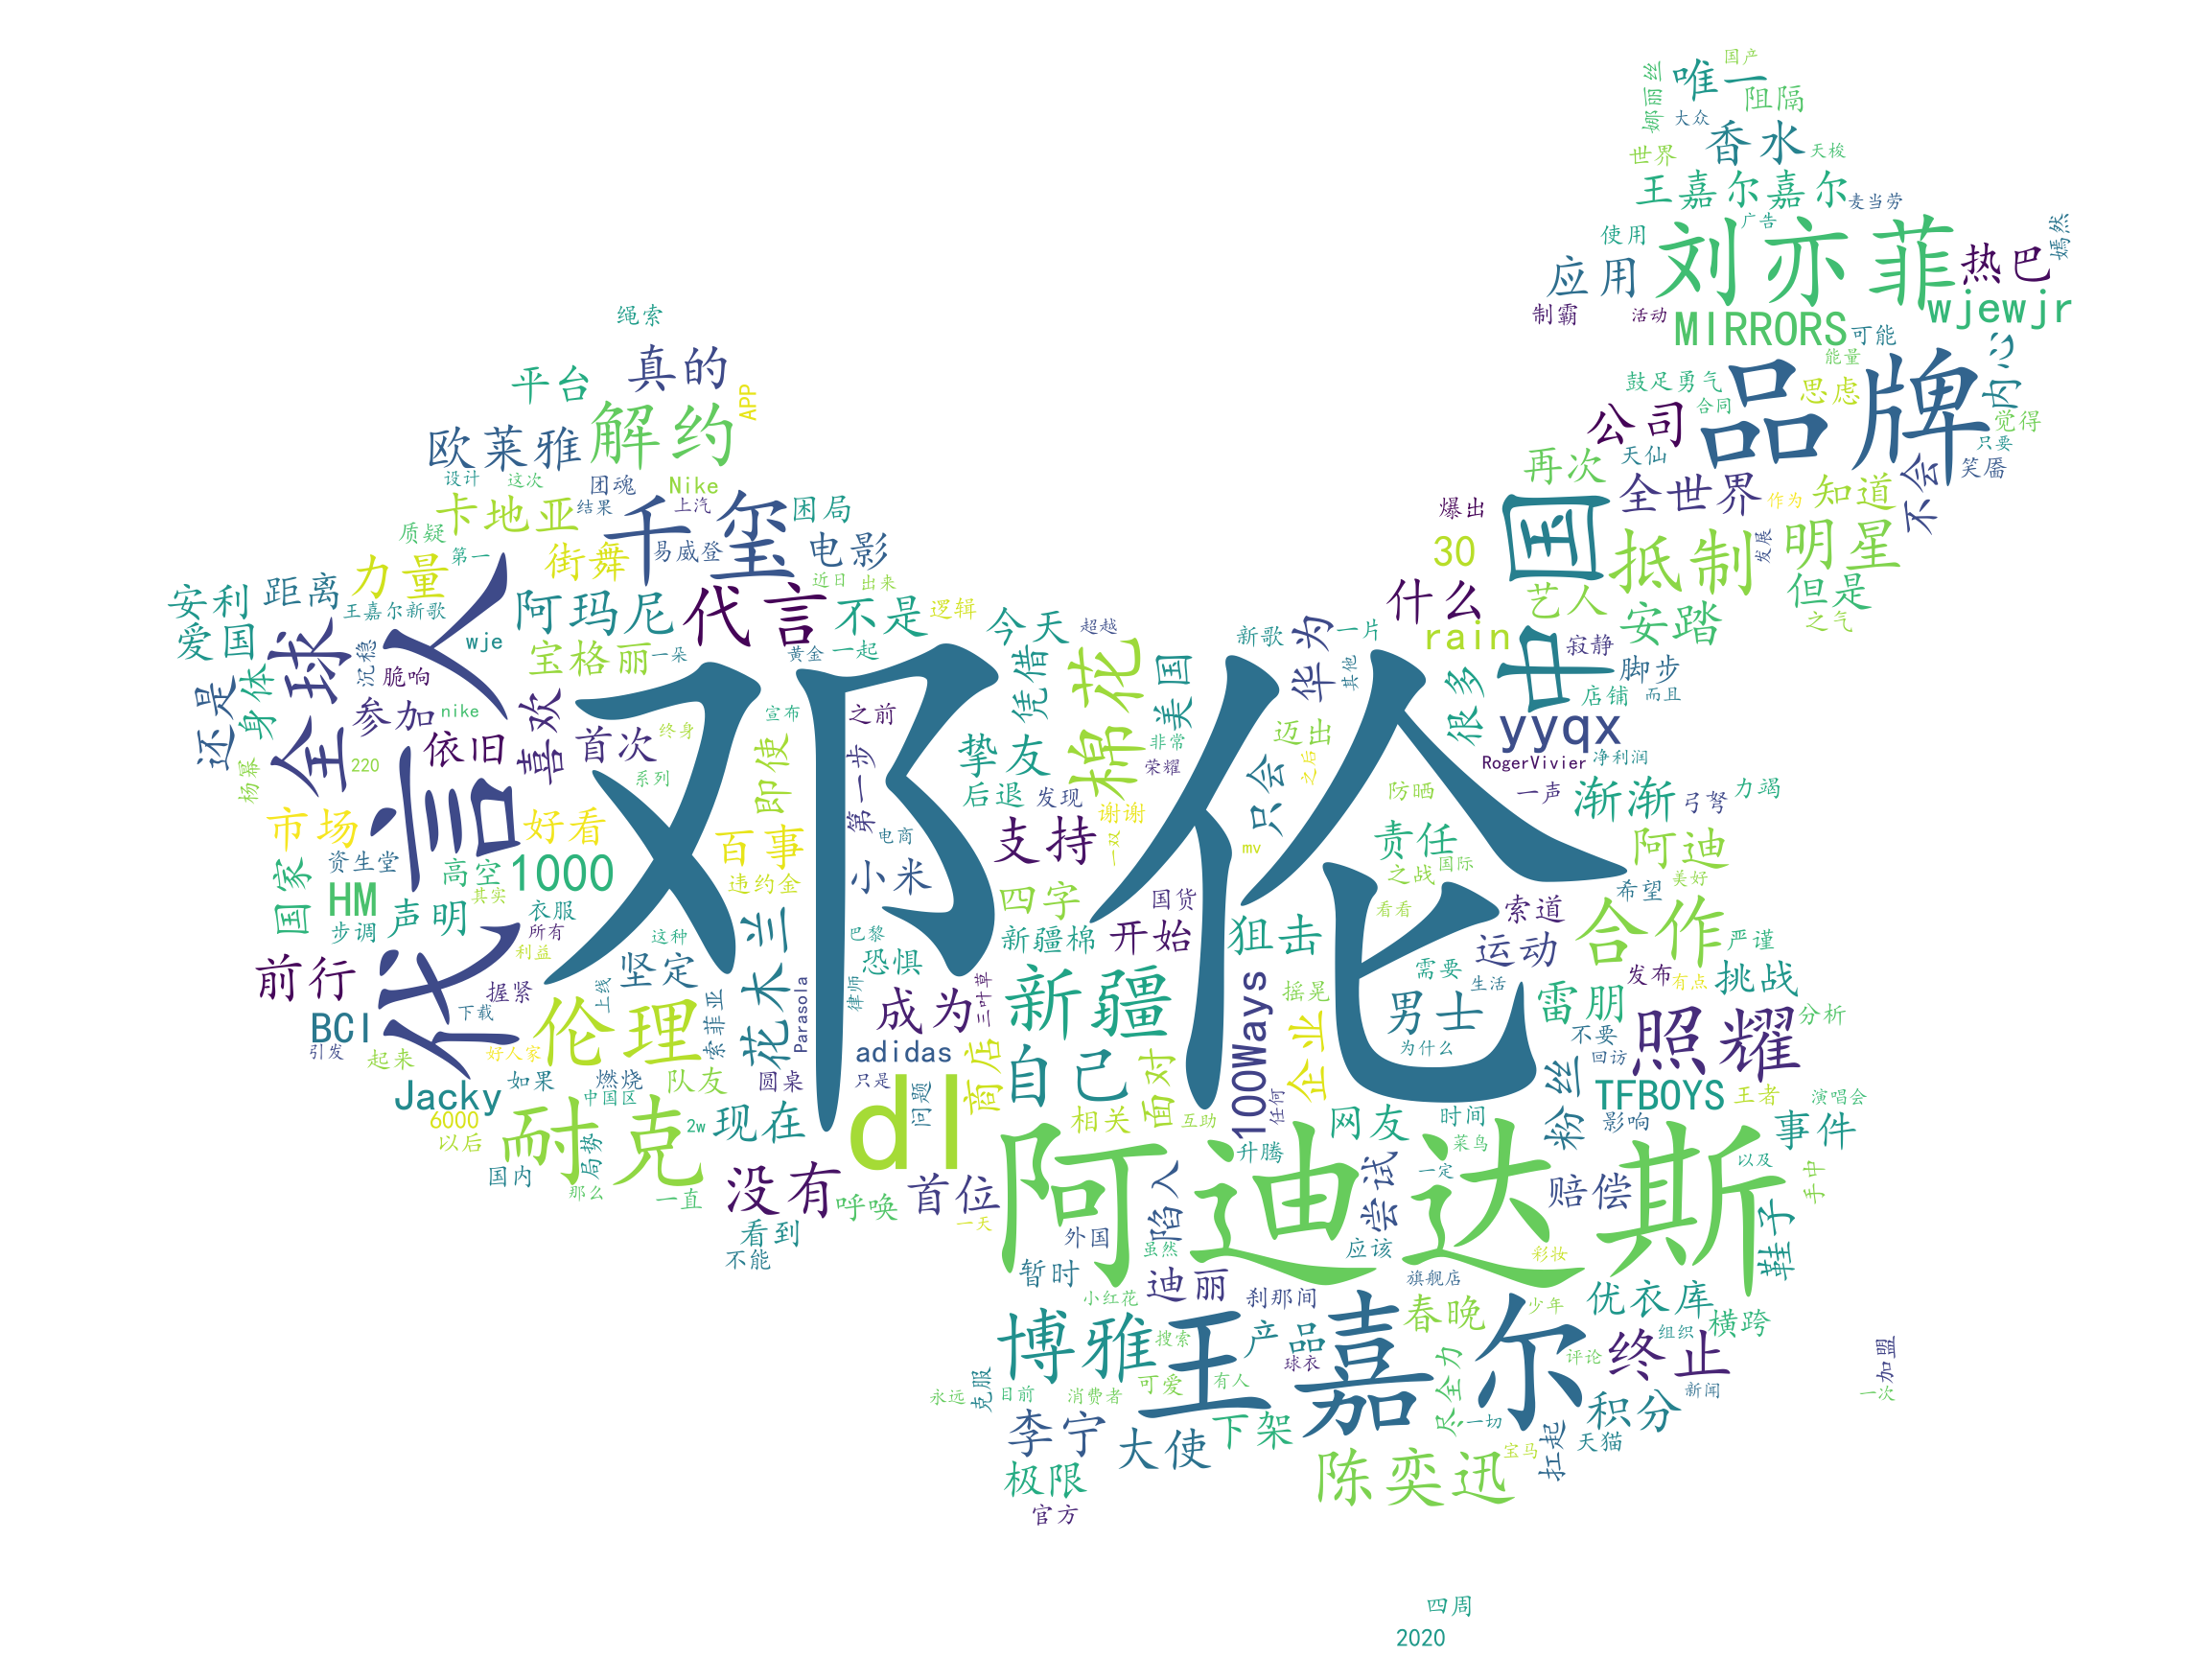 国产
娜丽丝
唯一
阻隔
大众
香水
世界
天梭
王嘉尔嘉尔
麦当劳
广告
使用
刘亦菲
热巴
嫣然
应用
wjewjr
制霸
活动
MIRRORS
可能
内心
绳索
真的
能量
平台
APP
鼓足勇气
思虑
品牌
合同
公司
觉得
解约
欧莱雅
只要
天仙
再次
笑靥
不会
设计
这次
团魂
Nike
全世界
作为
知道
卡地亚
结果
上汽
千玺
困局
爆出
中国
质疑
第一
街舞
易威登
电影
30
抵制
明星
发展
力量
近日
出来
什么
艺人
但是
安利
距离
王嘉尔新歌
阿玛尼
代言
不是
逻辑
今天
超越
新歌
一片
华为
rain
安踏
之气
爱国
全球
wje
宝格丽
一朵
黄金
一起
棉花
美国
其他
寂静
脚步
还是
身体
沉稳
脆响
代言人
凭借
很多
店铺
而且
参加
nike
喜欢
首次
终身
宣布
之前
挚友
非常
迈出
yyqx
依旧
杨幂
220
系列
即使
第一步
荣耀
只会
之后
RogerVivier
净利润
后退
发现
防晒
一声
渐渐
弓弩
力竭
市场
好看
邓伦
电商
谢谢
支持
一双
mv
责任
国际
阿迪
资生堂
高空
1000
百事
小米
之战
美好
国家
HM
其实
违约金
四字
国货
看看
希望
声明
衣服
花木兰
巴黎
新疆棉
开始
狙击
索道
合作
步调
所有
利益
这种
恐惧
运动
严谨
前行
握紧
坚定
需要
生活
发布
有点
挑战
上线
律师
三叶草
新疆
100Ways
摇晃
男士
雷朋
下载
BCI
伦理
索菲亚
Parasola
成为
企业
照耀
分析
引发
起来
好人家
adidas
商店
自己
面对
为什么
不要
回访
Jacky
如果
燃烧
队友
圆桌
只是
中国区
粉丝
TFBOYS
王者
演唱会
6000
耐克
2w
现在
dl
问题
相关
互助
任何
网友
时间
影响
事件
以后
局势
升腾
菜鸟
国内
那么
一直
没有
呼唤
首位
一天
阿迪达斯
陷入
尝试
一定
赔偿
以及
手中
看到
外国
虽然
应该
彩妆
鞋子
不能
暂时
迪丽
旗舰店
小红花
刹那间
春晚
少年
优衣库
博雅
搜索
王嘉尔
产品
组织
横跨
球衣
评论
终止
加盟
永远
克服
目前
消费者
可爱
有人
尽全力
新闻
一次
李宁
大使
下架
一切
积分
极限
陈奕迅
宝马
扛起
天猫
官方
四周
2020